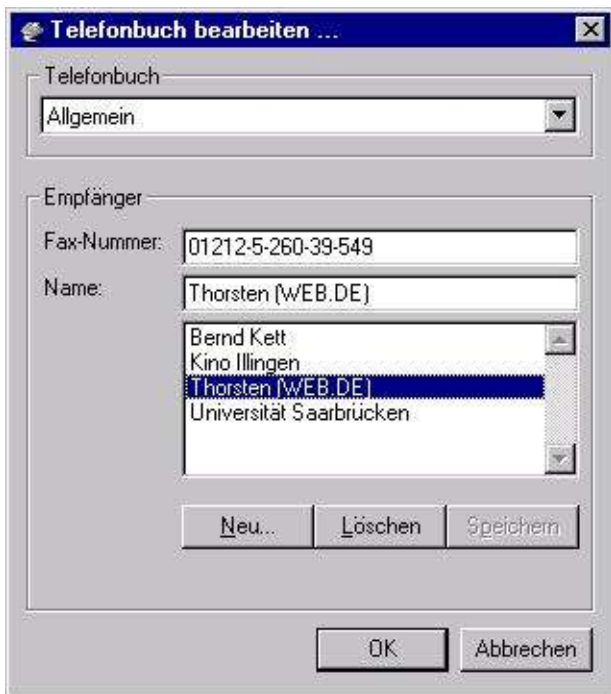 Telefonbuch bearbeiten ...
Telefonbuch
Allgemein
Empfänger
Fax-Nummer: 01212-5-260-39-549
Name: Thorsten (WEB.DE)
Bernd Kett
Kino Illingen
Thorsten (WEB.DE)
Universität Saarbrücken
Neu... Löschen Speichern
OK Abbrechen